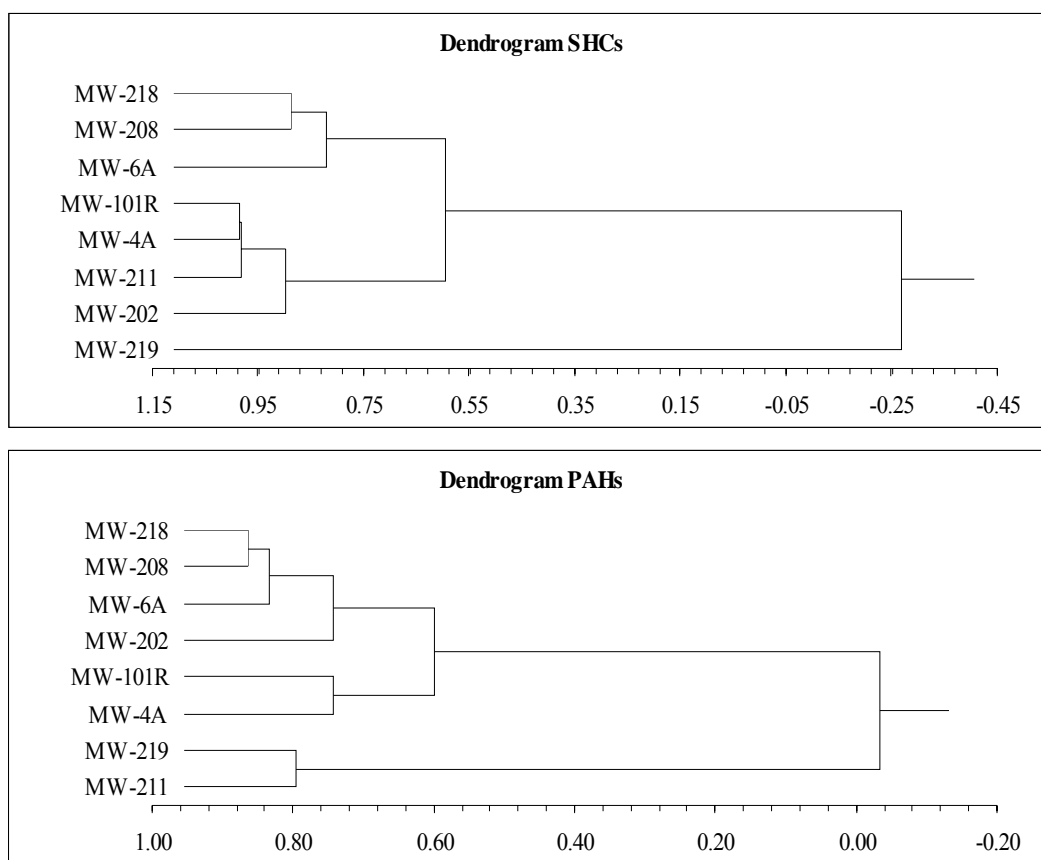 Dendrogram SHCs
MW-218
MW-208
MW-6A
MW-101R
MW-4A
MW-211
MW-202
MW-219
1.15 0.95 0.75 0.55 0.35 0.15 -0.05 -0.25 -0.45
Dendrogram PAHs
MW-218
MW-208
MW-6A
MW-202
MW-101R
MW-4A
MW-219
MW-211
1.00 0.80 0.60 0.40 0.20 0.00 -0.20